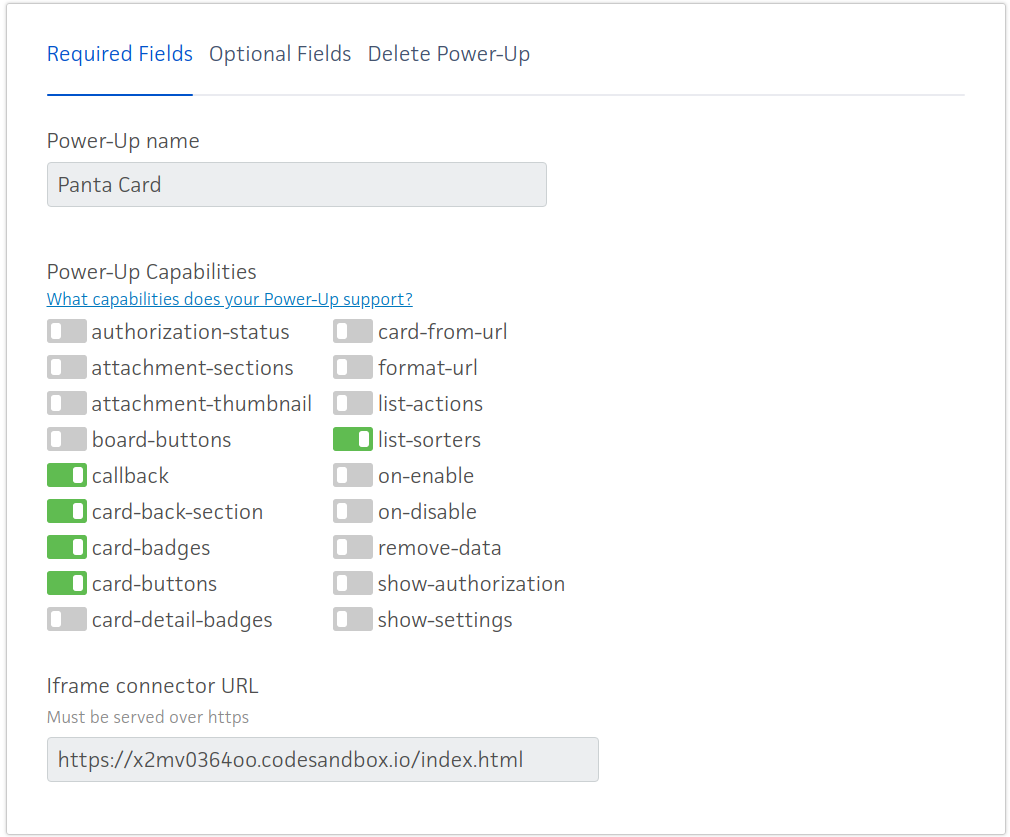 Required Fields Optional Fields Delete Power-Up
Power-Up name
Panta Card
Power-Up Capabilities
What capabilities does your Power-Up support?
authorization-status card-from-url
attachment-sections format-url
attachment-thumbnail list-actions
board-buttons list-sorters
callback on-enable
card-back-section on-disable
card-badges remove-data
card-buttons show-authorization
card-detail-badges show-settings
Iframe connector URL
Must be served over https
https://x2mv0364oo.codesandbox.io/index.html